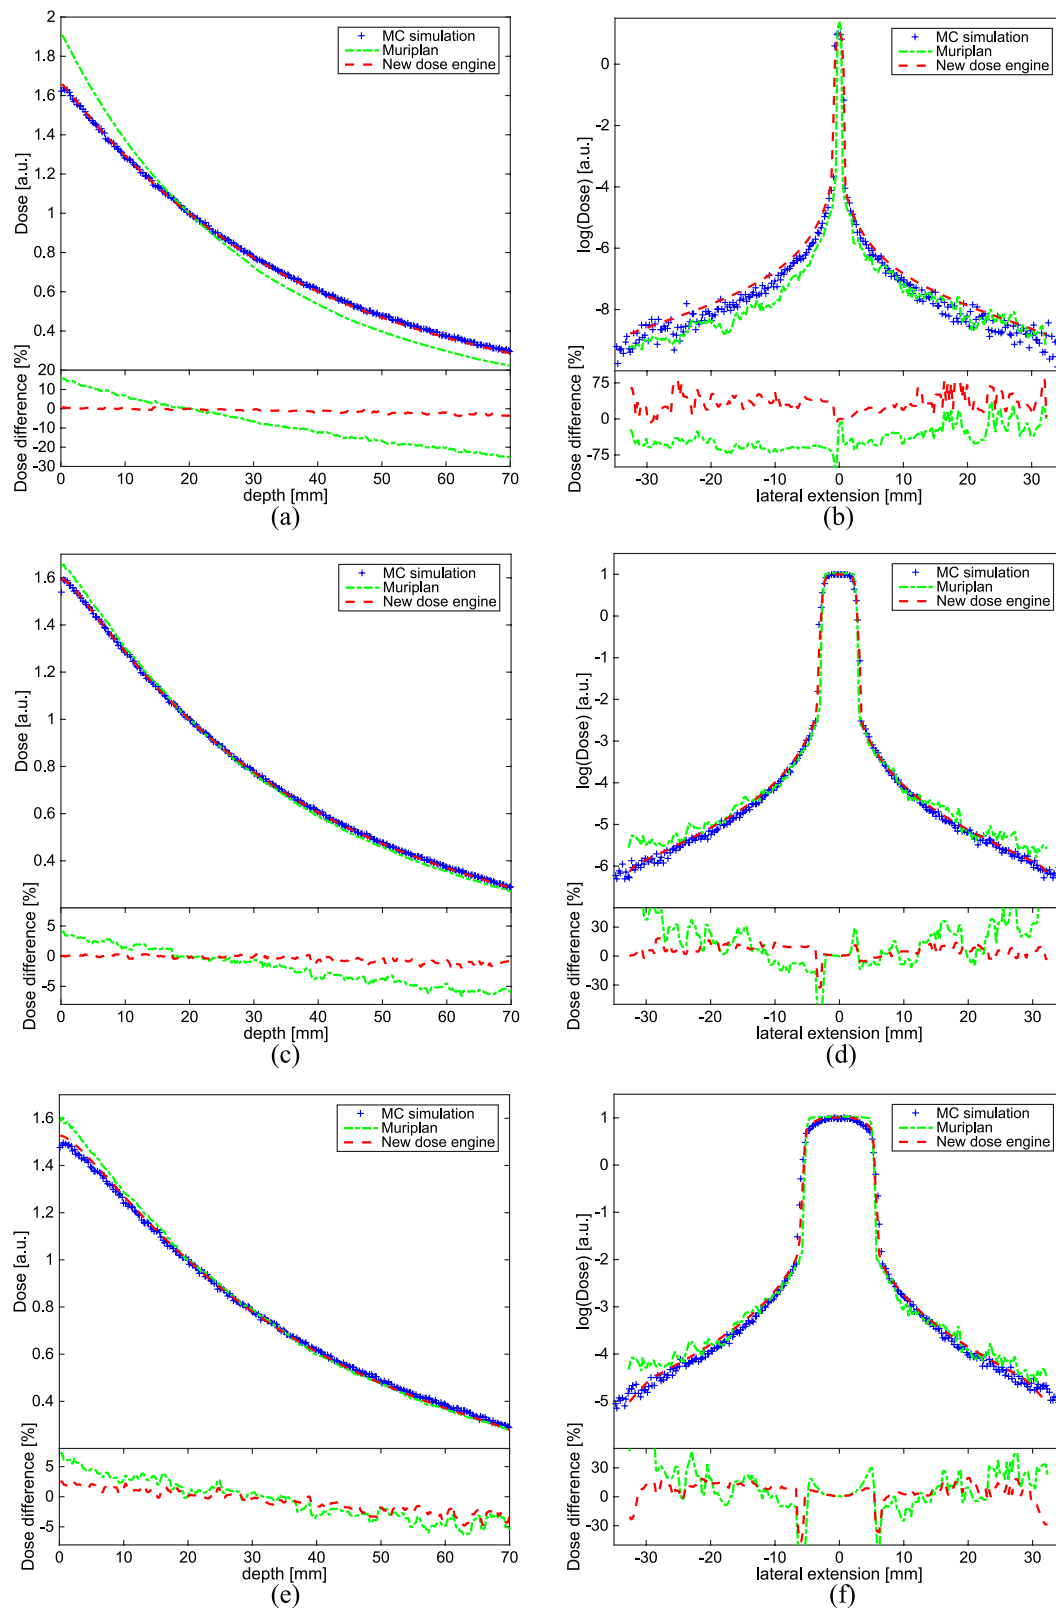 2
1.8
1.6
1.4
1.2
1
0.8
0.6
0.4
20
Dose [a.u.]
MC simulation
Muriplan
New dose engine
10
0
-10
-20
-30
Dose difference [%]
0 10 20 30 40 50 60 70
depth [mm]
(a)
0
-2
-4
-6
-8
log(Dose) [a.u.]
MC simulation
Muriplan
New dose engine
75
0
-75
Dose difference [%]
-30 -20 -10 0 10 20 30
lateral extension [mm]
(b)
1.6
1.4
1.2
1
0.8
0.6
0.4
Dose [a.u.]
MC simulation
Muriplan
New dose engine
5
0
-5
Dose difference [%]
0 10 20 30 40 50 60 70
depth [mm]
(c)
1
0
-1
-2
-3
-4
-5
-6
log(Dose) [a.u.]
MC simulation
Muriplan
New dose engine
30
0
-30
Dose difference [%]
-30 -20 -10 0 10 20 30
lateral extension [mm]
(d)
1.6
1.4
1.2
1
0.8
0.6
0.4
Dose [a.u.]
MC simulation
Muriplan
New dose engine
5
0
-5
Dose difference [%]
0 10 20 30 40 50 60 70
depth [mm]
(e)
1
0
-1
-2
-3
-4
-5
log(Dose) [a.u.]
MC simulation
Muriplan
New dose engine
30
0
-30
Dose difference [%]
-30 -20 -10 0 10 20 30
lateral extension [mm]
(f)